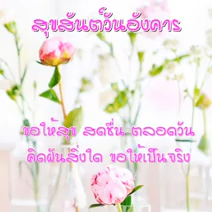 สุขสันต์วันอังคาร
ขอให้สุข สดชื่น ตลอดวัน
คิดฝันสิ่งใด ขอให้เป็นจริง